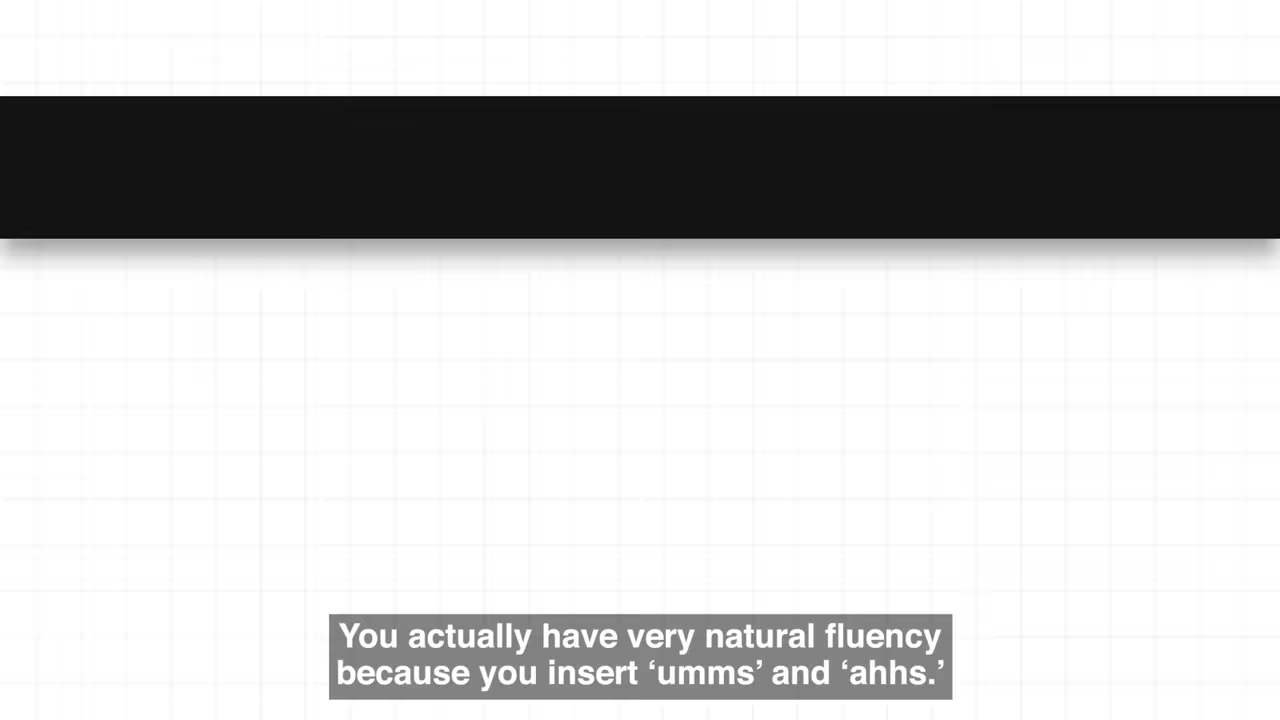 You actually have very natural fluency
because you insert ‘umms’ and ‘ahhs.’